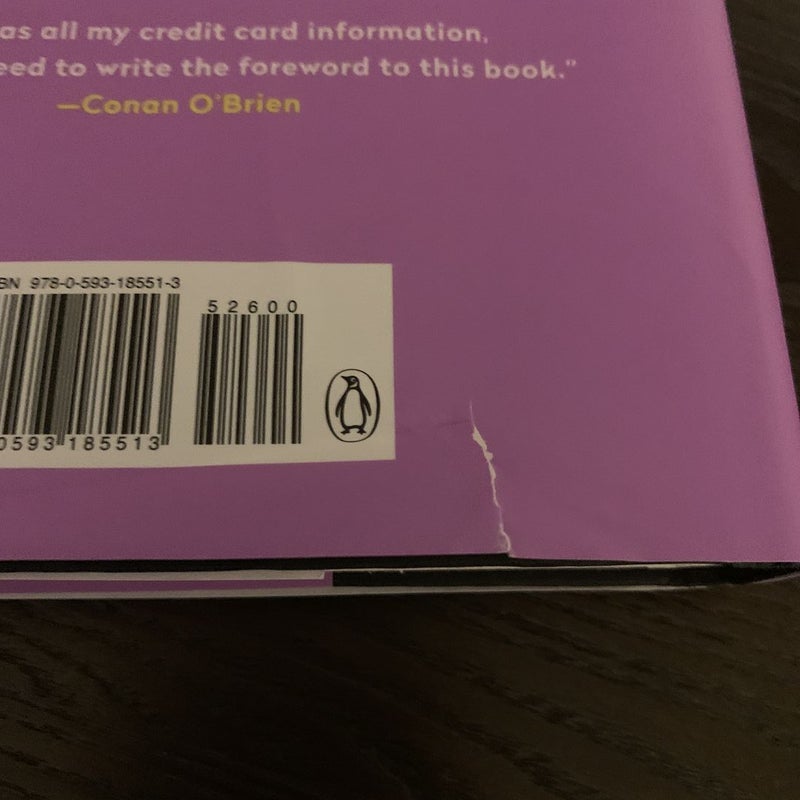 as all my credit card information,
eed to write the foreword to this book."
—Conan O'Brien
BN 978-0-593-18551-3
52600
0593 185513